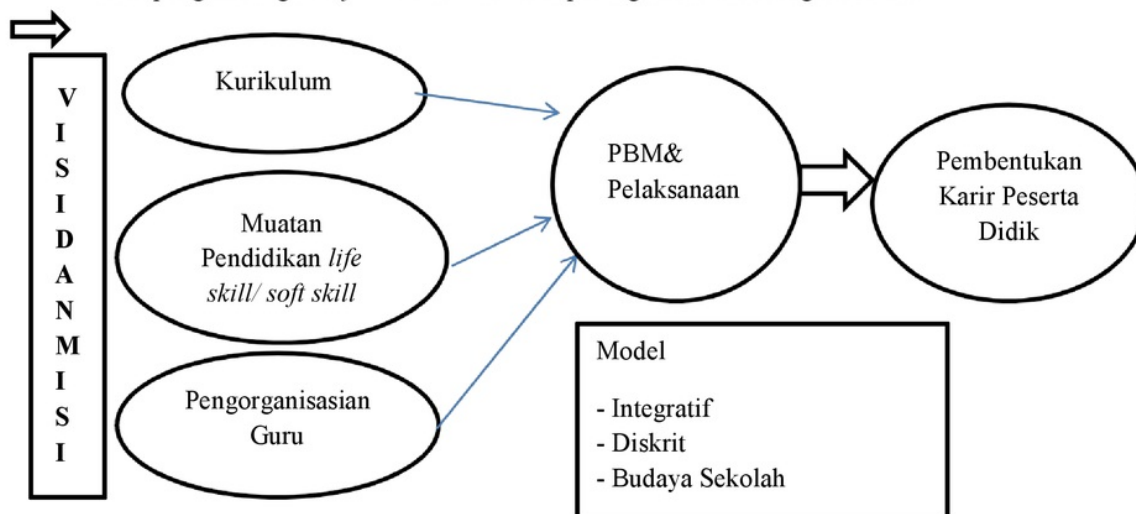 VISIDANMISI
Kurikulum
Muatan
Pendidikan life
skill/ soft skill
Pengorganisasian
Guru
PBM&
Pelaksanaan
Pembentukan
Karir Peserta
Didik
Model
- Integratif
- Diskrit
- Budaya Sekolah